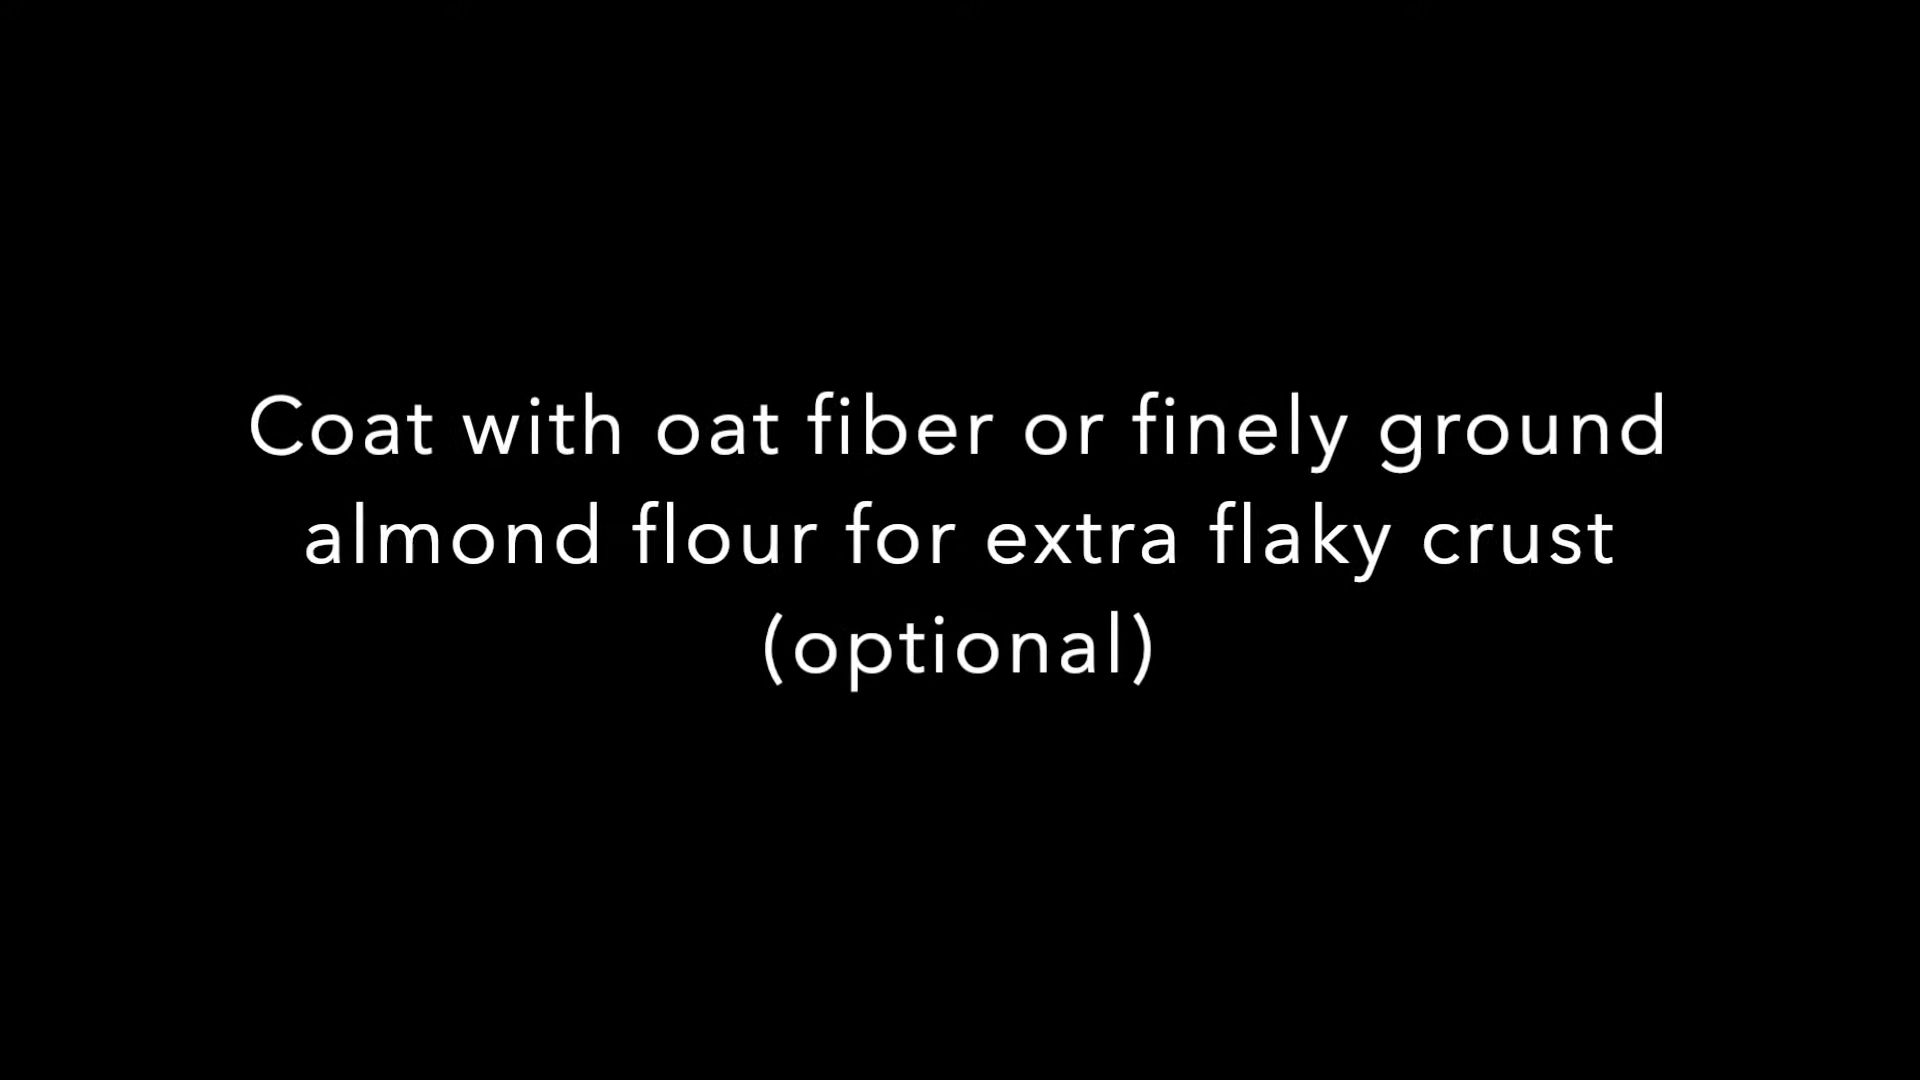 Coat with oat fiber or finely ground
almond flour for extra flaky crust
(optional)